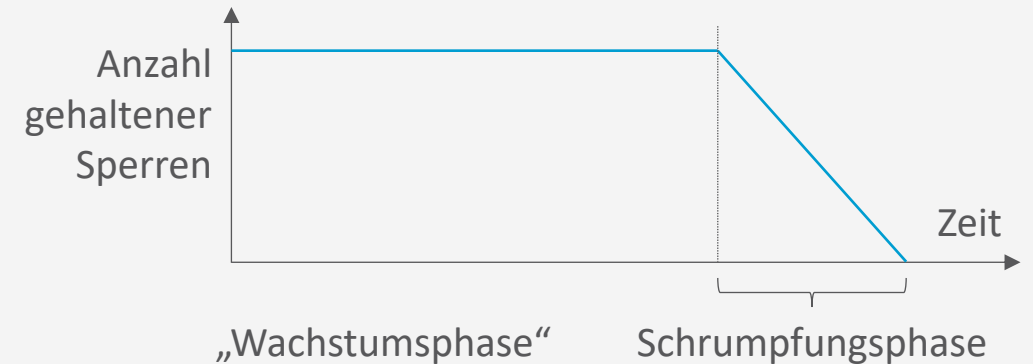 Anzahl
gehaltener
Sperren
Zeit
„Wachstumsphase“
Schrumpfungsphase